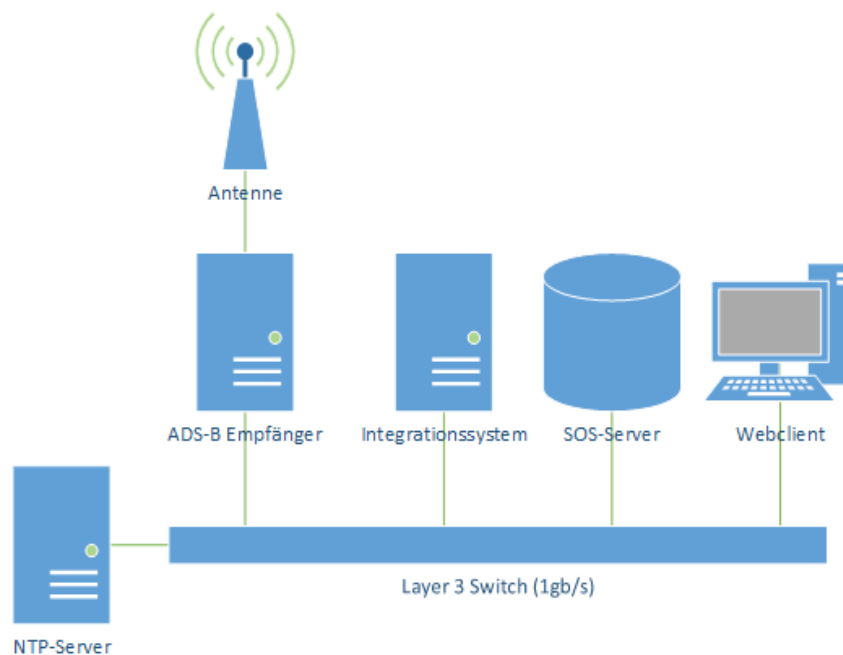 Antenne
ADS-B Empfänger
Integrationssystem
SOS-Server
Webclient
Layer 3 Switch (1gb/s)
NTP-Server